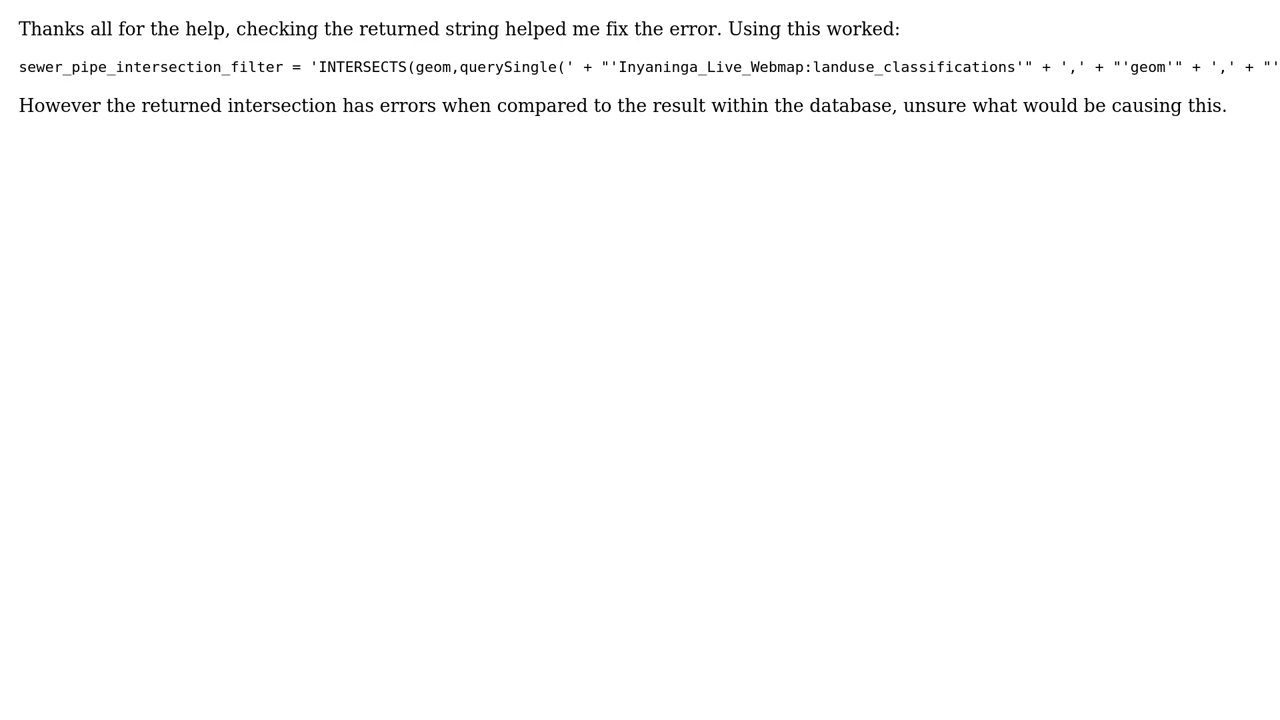 Thanks all for the help, checking the returned string helped me fix the error. Using this worked:
sewer_pipe_intersection_filter = 'INTERSECTS(geom,querySingle(' + "'Inyaninga_Live_Webmap:landuse_classifications'" + ',' + "'geom'" + ',' + "'
However the returned intersection has errors when compared to the result within the database, unsure what would be causing this.